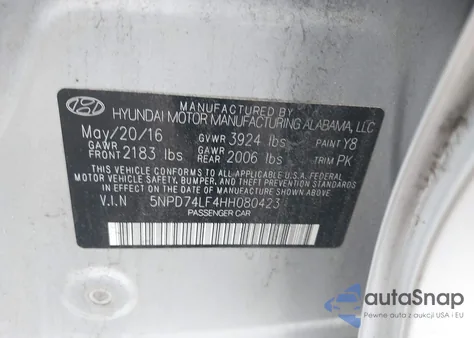 MANUFACTURED BY
HYUNDAI MOTOR MANUFACTURING ALABAMA, LLC
May/20/16 GVWR 3924 lbs PAINT Y8
GAWR FRONT 2183 lbs GAWR REAR 2006 lbs TRIM PK
THIS VEHICLE CONFORMS TO ALL APPLICABLE U.S.A. FEDERAL
MOTOR VEHICLE SAFETY, BUMPER, AND THEFT PREVENTION
STANDARDS IN EFFECT ON THE DATE OF MANUFACTURE SHOWN ABOVE.
V.I.N 5NPD74LF4HH080423
PASSENGER CAR
autoSnap
Auta z aukcji USA i EU